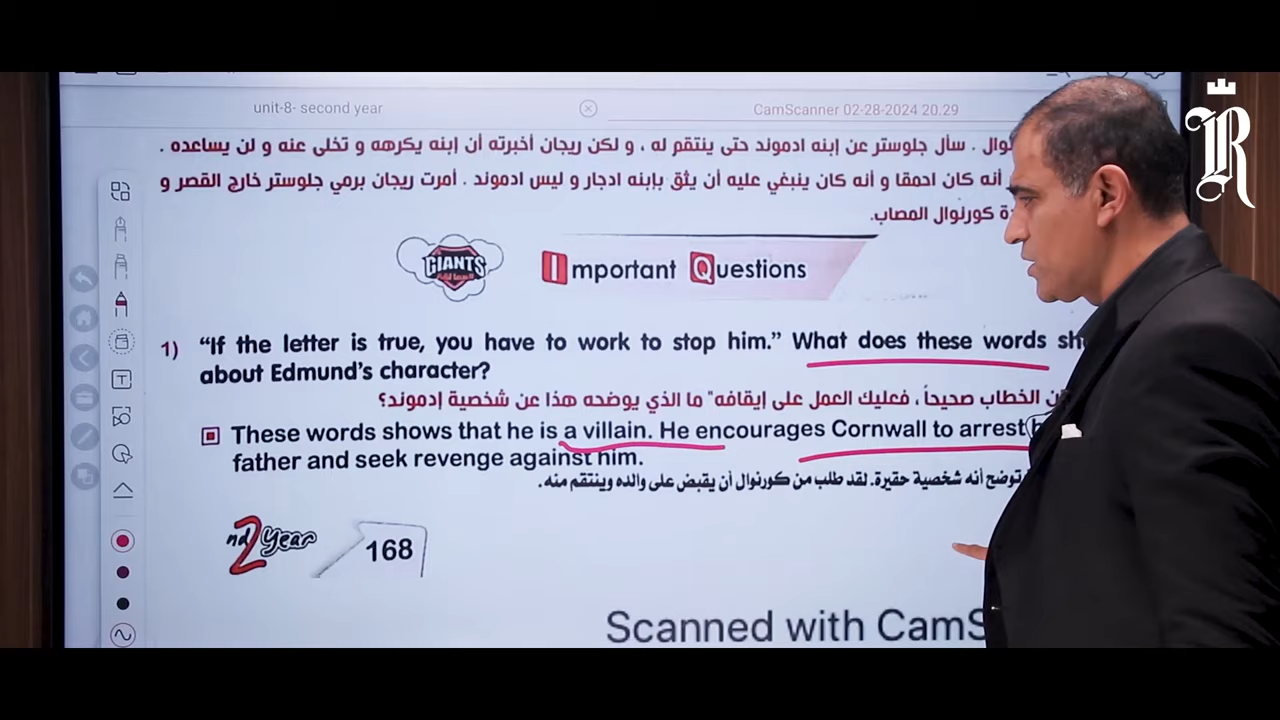 unit-8- second year
CamScanner 02-28-2024 20.29
R
. سأل جلوستر عن إبنه ادموند حتى ينتقم له ، و لكن ريجان أخبرته أن إبنه يكرهه و تخلى عنه و لن يساعده .
أنه كان احمقا و أنه كان ينبغي عليه أن يثق بإبنه ادجار و ليس ادموند . أمرت ريجان برمي جلوستر خارج القصر و
كورنوال المصاب.
GIANTS
Important Questions
1) “If the letter is true, you have to work to stop him.” What does these words
about Edmund’s character?
الخطاب صحيحاً ، فعليك العمل على إيقافه" ما الذي يوضحه هذا عن شخصية إدموند؟
These words shows that he is a villain. He encourages Cornwall to arrest
father and seek revenge against him.
توضح أنه شخصية حقيرة. لقد طلب من كورنوال أن يقبض على والده وينتقم منه.
2nd Year
168
Scanned with